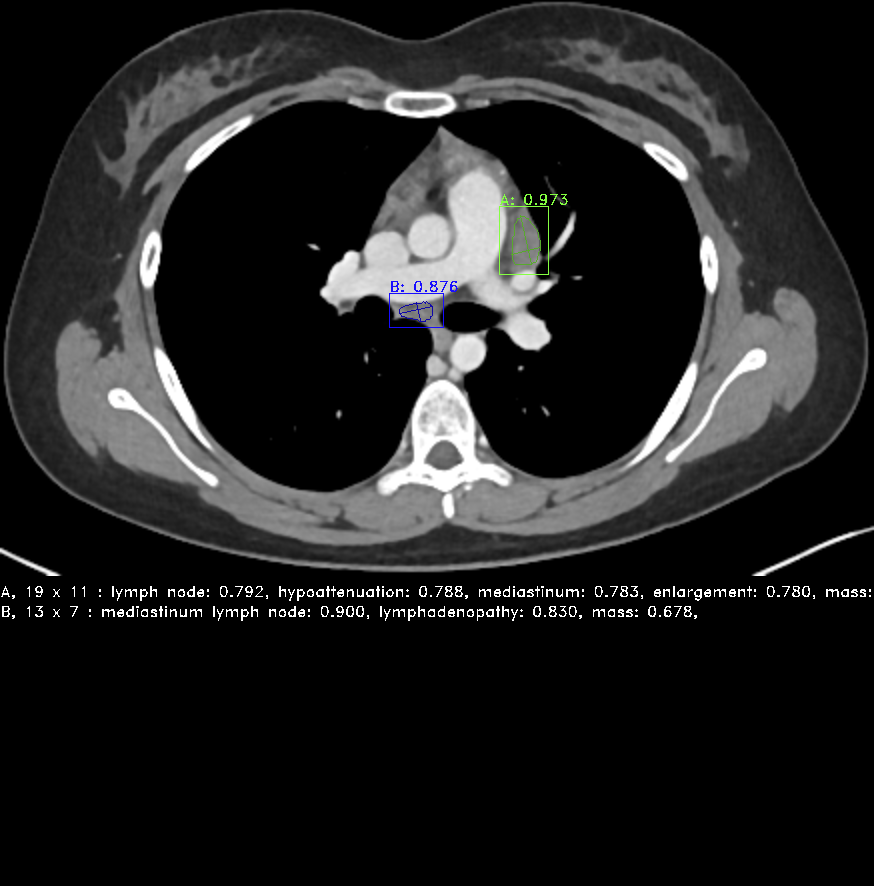 A: 0.973
B: 0.876
A, 19 x 11 : lymph node: 0.792, hypoattenuation: 0.788, mediastinum: 0.783, enlargement: 0.780, mass:
B, 13 x 7 : mediastinum lymph node: 0.900, lymphadenopathy: 0.830, mass: 0.678,